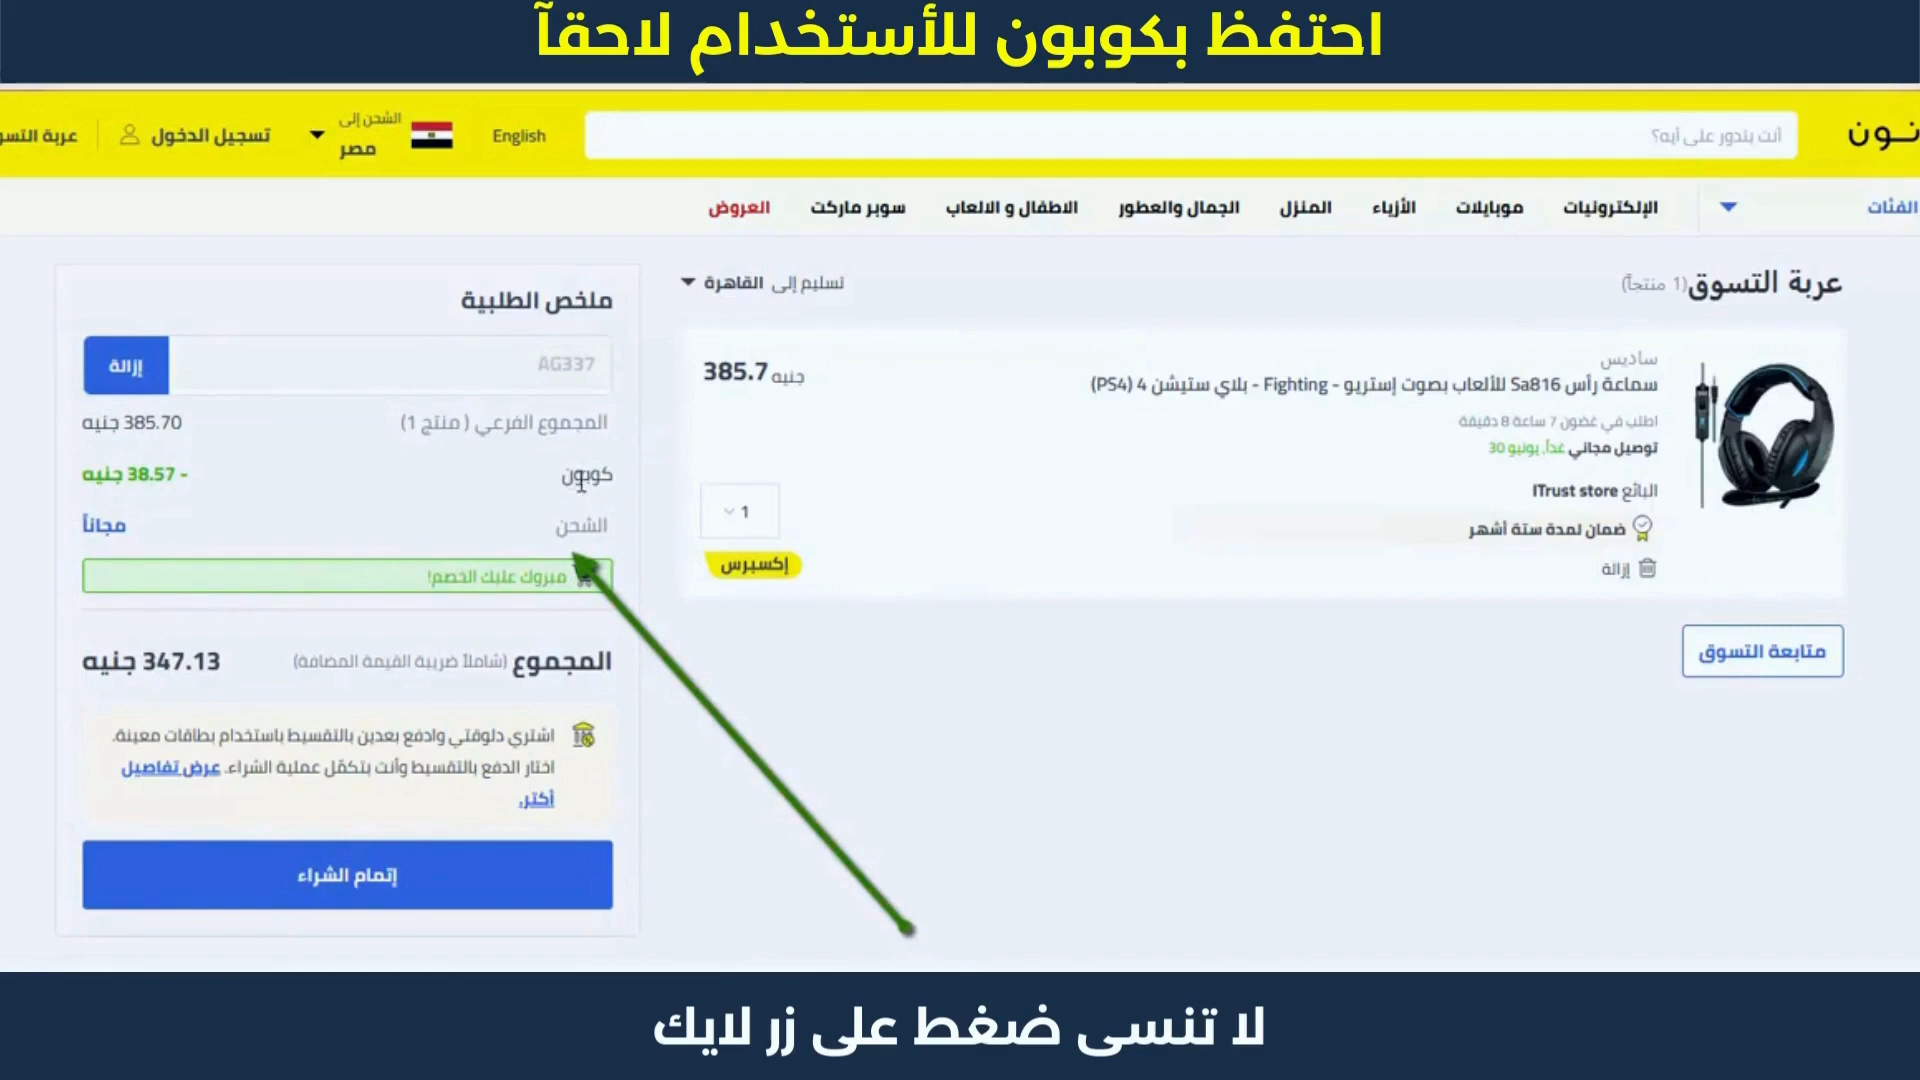 احتفظ بكوبون للأستخدام لاحقآ
نون
أنت بتدور على أيه؟
English
الشحن إلى
مصر
تسجيل الدخول
عربة
الفئات
الإلكترونيات
موبايلات
الأزياء
المنزل
الجمال والعطور
الاطفال و الالعاب
سوبر ماركت
العروض
عربة التسوق (1 منتجاً)
تسليم إلى القاهرة
ساديس
سماعة رأس Sa816 للألعاب بصوت إستريو - Fighting - بلاي ستيشن 4 (PS4)
جنيه 385.7
اطلب في غضون 7 ساعة 8 دقيقة
توصيل مجاني غداً, يونيو 30
البائع ITrust store
ضمان لمدة ستة أشهر
إزالة
1
إكسبرس
متابعة التسوق
ملخص الطلبية
AG337
إزالة
المجموع الفرعي ( منتج 1)
385.70 جنيه
كوبون
- 38.57 جنيه
الشحن
مجاناً
مبروك عليك الخصم!
المجموع (شاملاً ضريبة القيمة المضافة)
347.13 جنيه
اشتري دلوقتي وادفع بعدين بالتقسيط باستخدام بطاقات معينة.
اختار الدفع بالتقسيط وأنت بتكمّل عملية الشراء. عرض تفاصيل
أكتر.
إتمام الشراء
لا تنسى ضغط على زر لايك